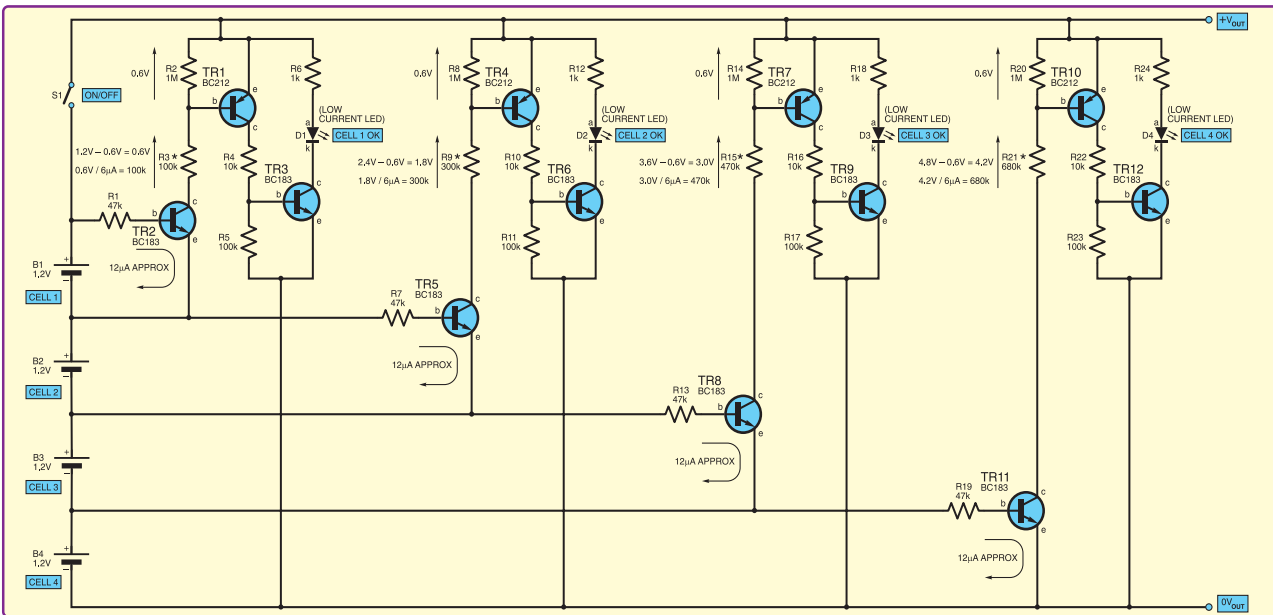 +VOUT
S1
ON/OFF
0.6V
R2
1M
TR1
BC212
b
e
c
R6
1k
(LOW
CURRENT LED)
a
D1
k
CELL 1 OK
1.2V – 0.6V = 0.6V
0.6V / 6µA = 100k
R3*
100k
R4
10k
TR3
BC183
b
c
e
R1
47k
TR2
BC183
b
c
e
R5
100k
12µA APPROX
0.6V
R8
1M
TR4
BC212
b
e
c
R12
1k
(LOW
CURRENT LED)
a
D2
k
CELL 2 OK
2.4V – 0.6V = 1.8V
1.8V / 6µA = 300k
R9*
300k
R10
10k
TR6
BC183
b
c
e
R11
100k
R7
47k
TR5
BC183
b
c
e
12µA APPROX
0.6V
R14
1M
TR7
BC212
b
e
c
R18
1k
(LOW
CURRENT LED)
a
D3
k
CELL 3 OK
3.6V – 0.6V = 3.0V
3.0V / 6µA = 470k
R15*
470k
R16
10k
TR9
BC183
b
c
e
R17
100k
R13
47k
TR8
BC183
b
c
e
12µA APPROX
0.6V
R20
1M
TR10
BC212
b
e
c
R24
1k
(LOW
CURRENT LED)
a
D4
k
CELL 4 OK
4.8V – 0.6V = 4.2V
4.2V / 6µA = 680k
R21*
680k
R22
10k
TR12
BC183
b
c
e
R23
100k
R19
47k
TR11
BC183
b
c
e
12µA APPROX
B1
1.2V
+
–
CELL 1
B2
1.2V
+
–
CELL 2
B3
1.2V
+
–
CELL 3
B4
1.2V
+
–
CELL 4
0VOUT